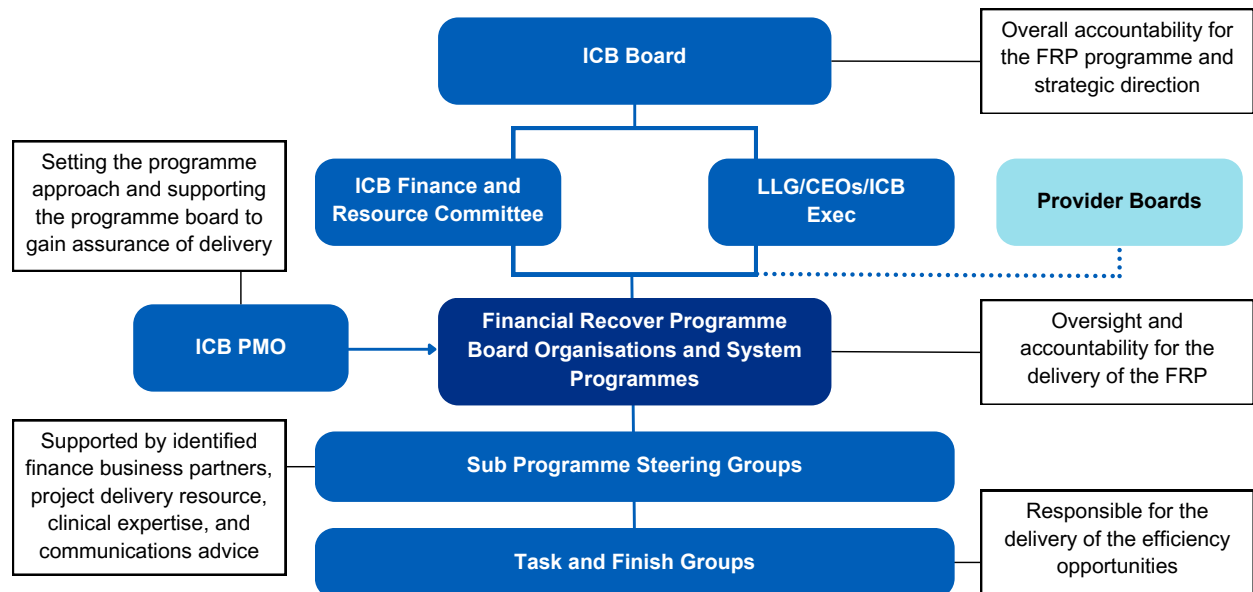 ICB Board
Overall accountability for
the FRP programme and
strategic direction
Setting the programme
approach and supporting
the programme board to
gain assurance of delivery
ICB Finance and
Resource Committee
LLG/CEOs/ICB
Exec
Provider Boards
ICB PMO
Financial Recover Programme
Board Organisations and System
Programmes
Oversight and
accountability for the
delivery of the FRP
Supported by identified
finance business partners,
project delivery resource,
clinical expertise, and
communications advice
Sub Programme Steering Groups
Task and Finish Groups
Responsible for the
delivery of the efficiency
opportunities